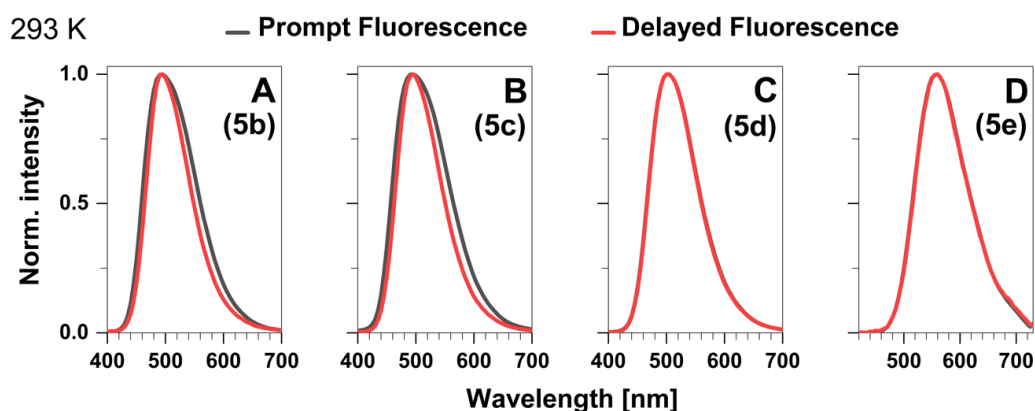 293 K
Prompt Fluorescence
Delayed Fluorescence
A
(5b)
B
(5c)
C
(5d)
D
(5e)
Norm. intensity
1.0
0.5
0.0
400 500 600 700
400 500 600 700
400 500 600 700
500 600 700
Wavelength [nm]